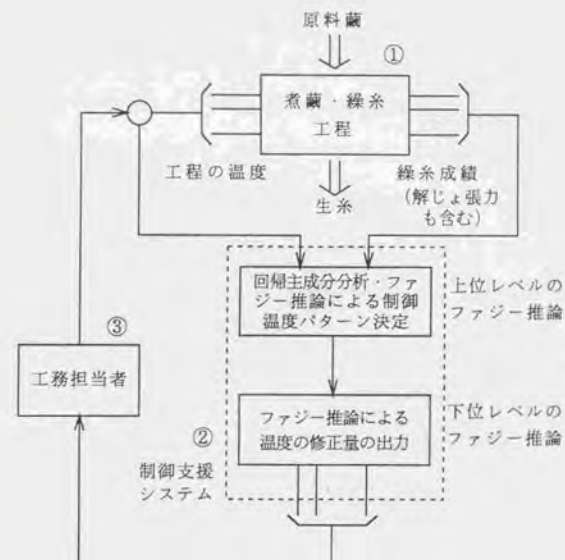 原料繭
①
煮繭・繰糸
工程
工程の温度
繰糸成績
(解じょ張力
も含む)
生糸
回帰主成分分析・ファ
ジー推論による制御
温度パターン決定
上位レベルの
ファジー推論
③
工務担当者
ファジー推論による
温度の修正量の出力
下位レベルの
ファジー推論
②
制御支援
システム